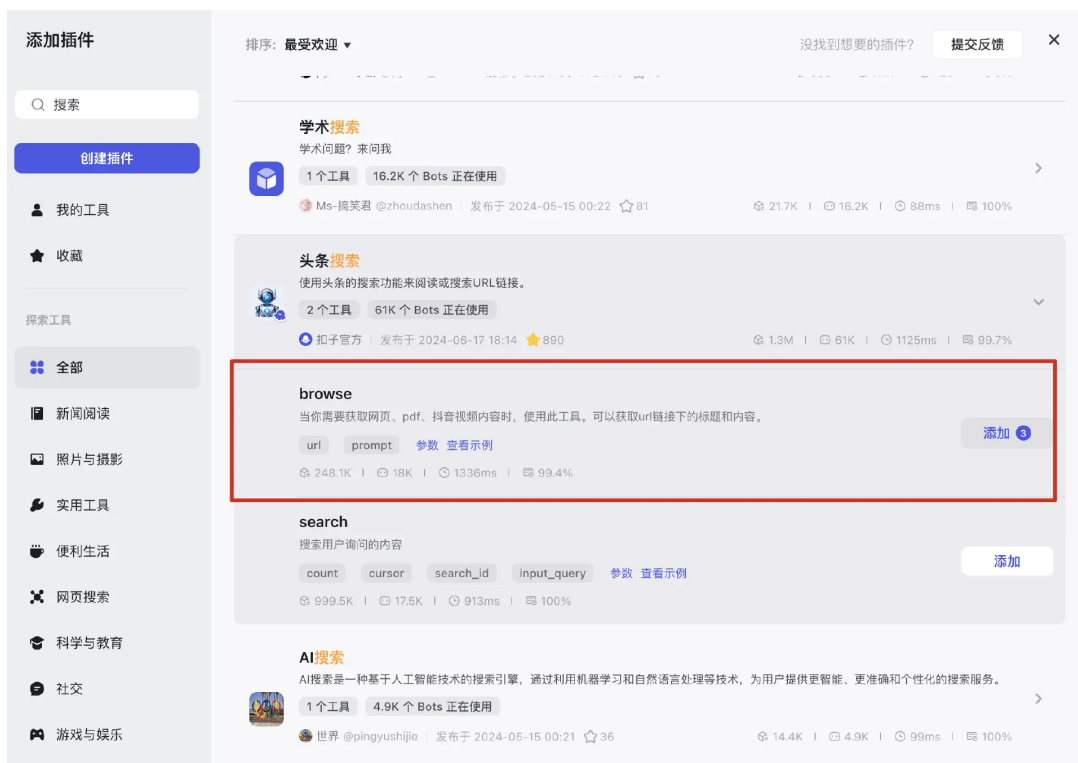 添加插件
排序: 最受欢迎
没找到想要的插件?
提交反馈
搜索
创建插件
我的工具
收藏
探索工具
全部
新闻阅读
照片与摄影
实用工具
便利生活
网页搜索
科学与教育
社交
游戏与娱乐
学术搜索
学术问题? 来问我
1 个工具 16.2K 个 Bots 正在使用
Ms-搞笑君 @zhoudashen 发布于 2024-05-15 00:22 81 21.7K 16.2K 88ms 100%
头条搜索
使用头条的搜索功能来阅读或搜索URL链接。
2 个工具 61K 个 Bots 正在使用
扣子官方 发布于 2024-06-17 18:14 890 1.3M 61K 1125ms 99.7%
browse
当你需要获取网页、pdf、抖音视频内容时，使用此工具。可以获取url链接下的标题和内容。
添加 3
url prompt 参数 查看示例
248.1K 18K 1336ms 99.4%
search
搜索用户询问的内容
添加
count cursor search_id input_query 参数 查看示例
999.5K 17.5K 913ms 100%
AI搜索
AI搜索是一种基于人工智能技术的搜索引擎，通过利用机器学习和自然语言处理等技术，为用户提供更智能、更准确和个性化的搜索服务。
1 个工具 4.9K 个 Bots 正在使用
世界 @pingyushijie 发布于 2024-05-15 00:21 36 14.4K 4.9K 99ms 100%